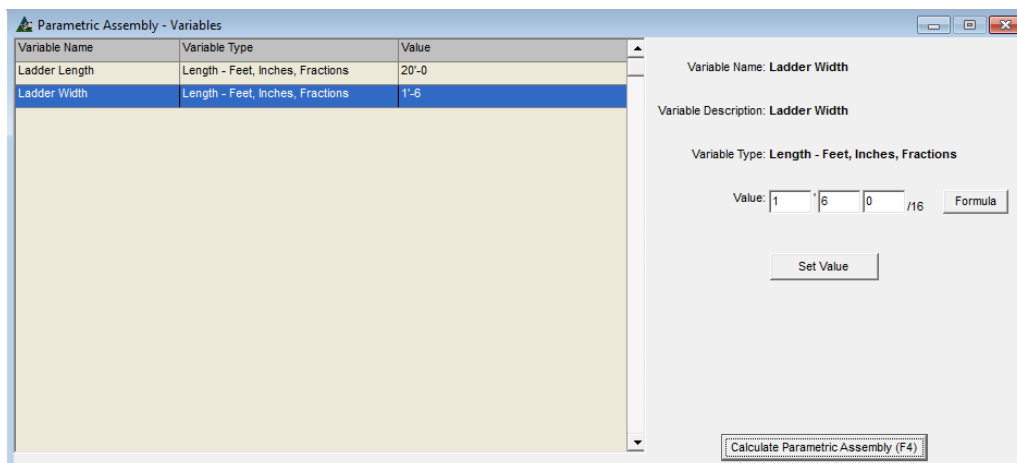 Parametric Assembly - Variables
Variable Name Variable Type Value
Ladder Length Length - Feet, Inches, Fractions 20'-0
Ladder Width Length - Feet, Inches, Fractions 1'-6
Variable Name: Ladder Width
Variable Description: Ladder Width
Variable Type: Length - Feet, Inches, Fractions
Value: 1 ' 6 0 /16 Formula
Set Value
Calculate Parametric Assembly (F4)